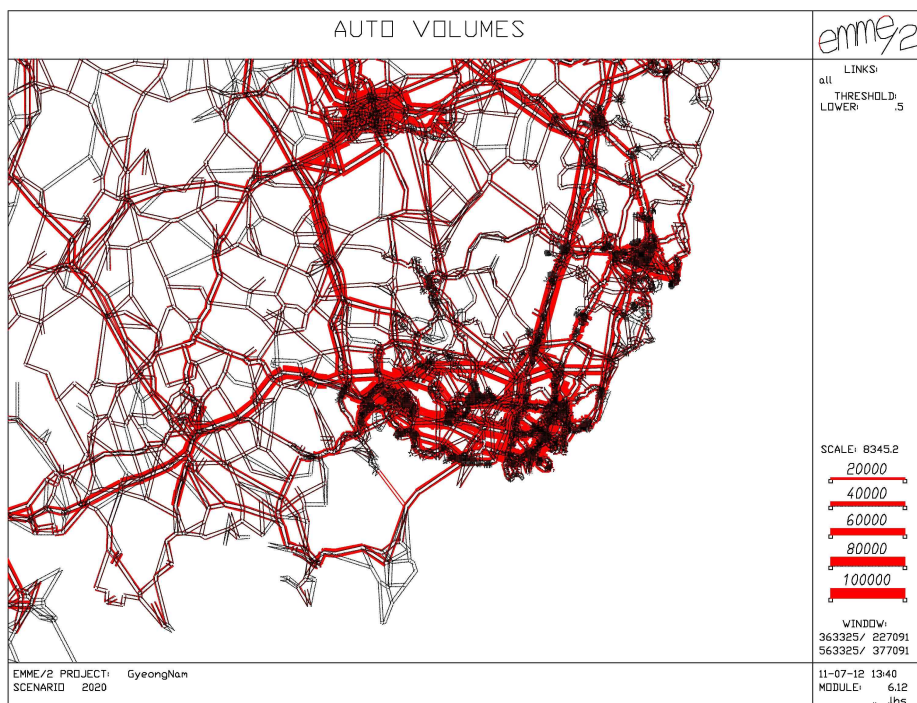 AUTO VOLUMES
emme/2
LINKS:
all
THRESHOLD:
LOWER: .5
SCALE: 8345.2
20000
40000
60000
80000
100000
WINDOW:
363325/ 227091
563325/ 377091
EMME/2 PROJECT: GyeongNam
SCENARIO 2020
11-07-12 13:40
MODULE: 6.12